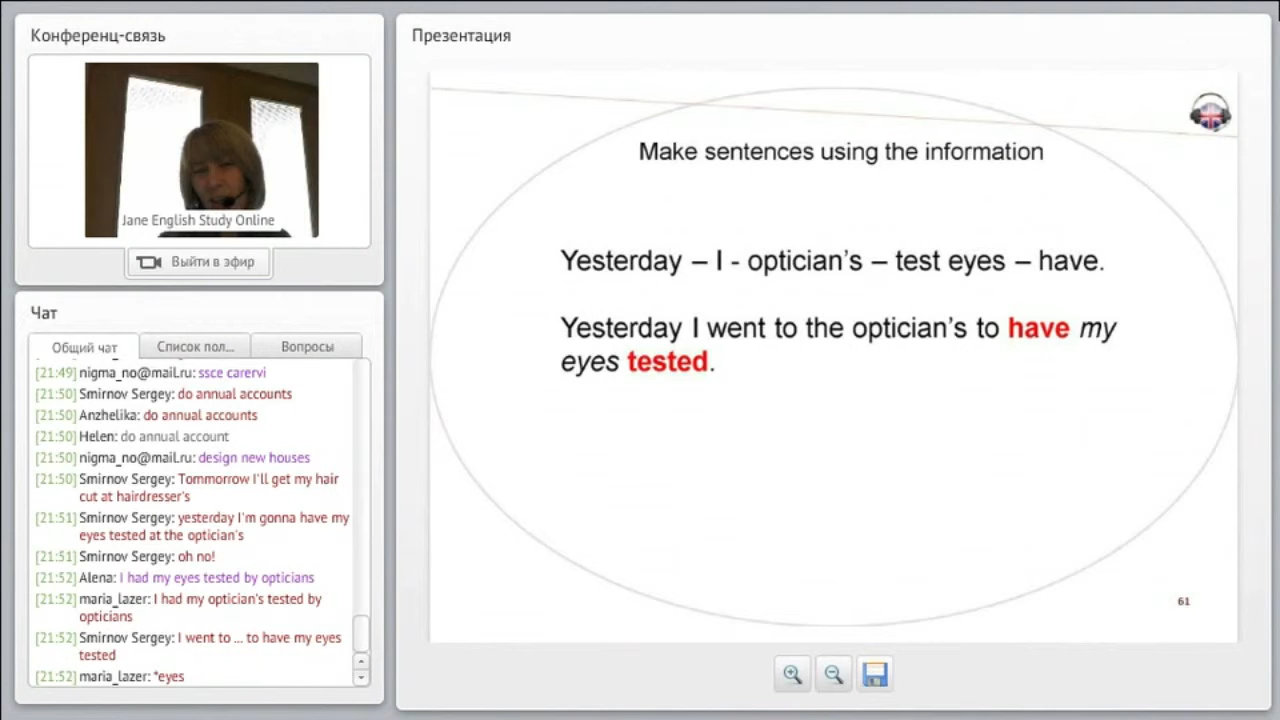 Конференц-связь
Jane English Study Online
Выйти в эфир
Чат
Общий чат
Список пол...
Вопросы
[21:49] nigma_no@mail.ru: ssce carervi
[21:50] Smirnov Sergey: do annual accounts
[21:50] Anzhelika: do annual accounts
[21:50] Helen: do annual account
[21:50] nigma_no@mail.ru: design new houses
[21:50] Smirnov Sergey: Tommorrow I'll get my hair
cut at hairdresser's
[21:51] Smirnov Sergey: yesterday I'm gonna have my
eyes tested at the optician's
[21:51] Smirnov Sergey: oh no!
[21:52] Alena: I had my eyes tested by opticians
[21:52] maria_lazer: I had my optician's tested by
opticians
[21:52] Smirnov Sergey: I went to ... to have my eyes
tested
[21:52] maria_lazer: *eyes
Презентация
Make sentences using the information
Yesterday – I - optician's – test eyes – have.
Yesterday I went to the optician's to have my
eyes tested.
61